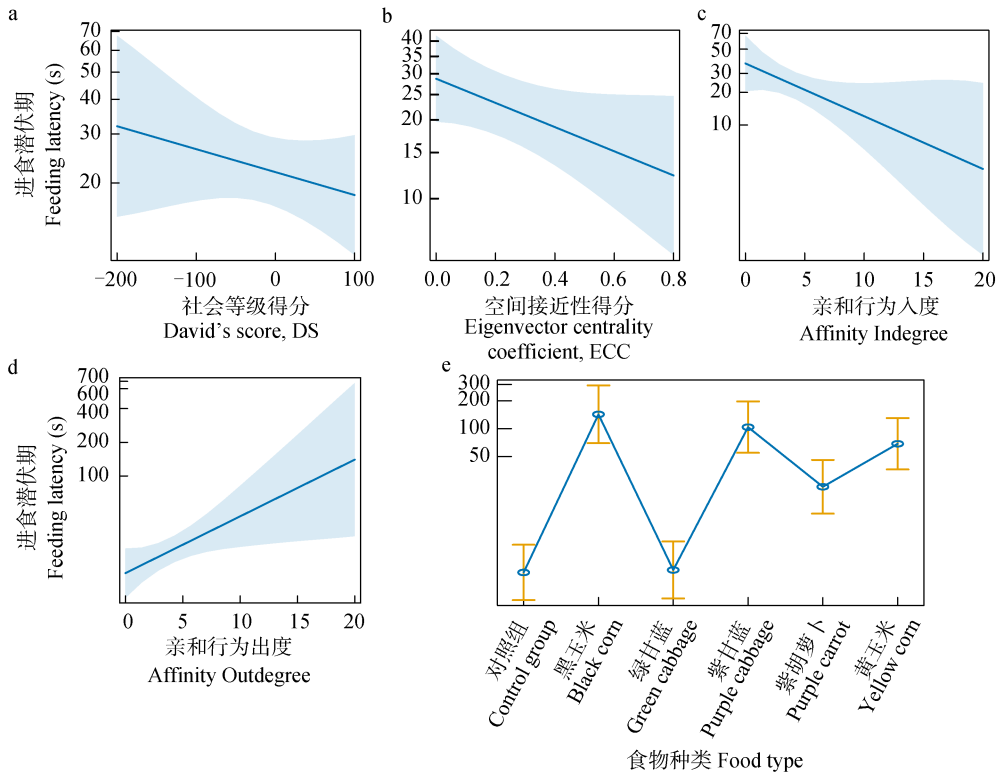 a
70
60
50
40
30
20
进食潜伏期
Feeding latency (s)
−200
−100
0
100
社会等级得分
David's score, DS
b
40
35
30
25
20
15
10
0.0
0.2
0.4
0.6
0.8
空间接近性得分
Eigenvector centrality
coefficient, ECC
c
70
50
30
20
10
0
5
10
15
20
亲和行为入度
Affinity Indegree
d
700
600
400
200
100
进食潜伏期
Feeding latency (s)
0
5
10
15
20
亲和行为出度
Affinity Outdegree
e
300
200
100
50
对照组
Control group
黑玉米
Black corn
绿甘蓝
Green cabbage
紫甘蓝
Purple cabbage
紫胡萝卜
Purple carrot
黄玉米
Yellow corn
食物种类 Food type